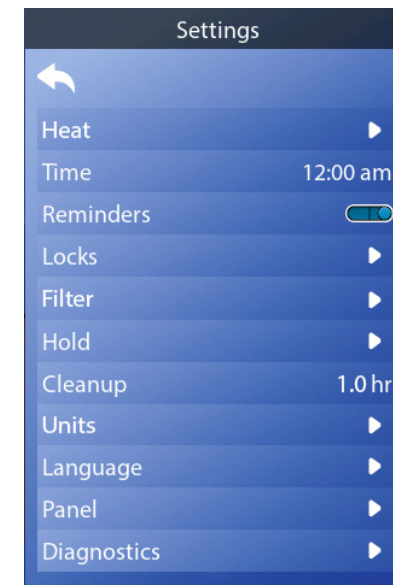 Settings
Heat
Time 12:00 am
Reminders
Locks
Filter
Hold
Cleanup 1.0 hr
Units
Language
Panel
Diagnostics